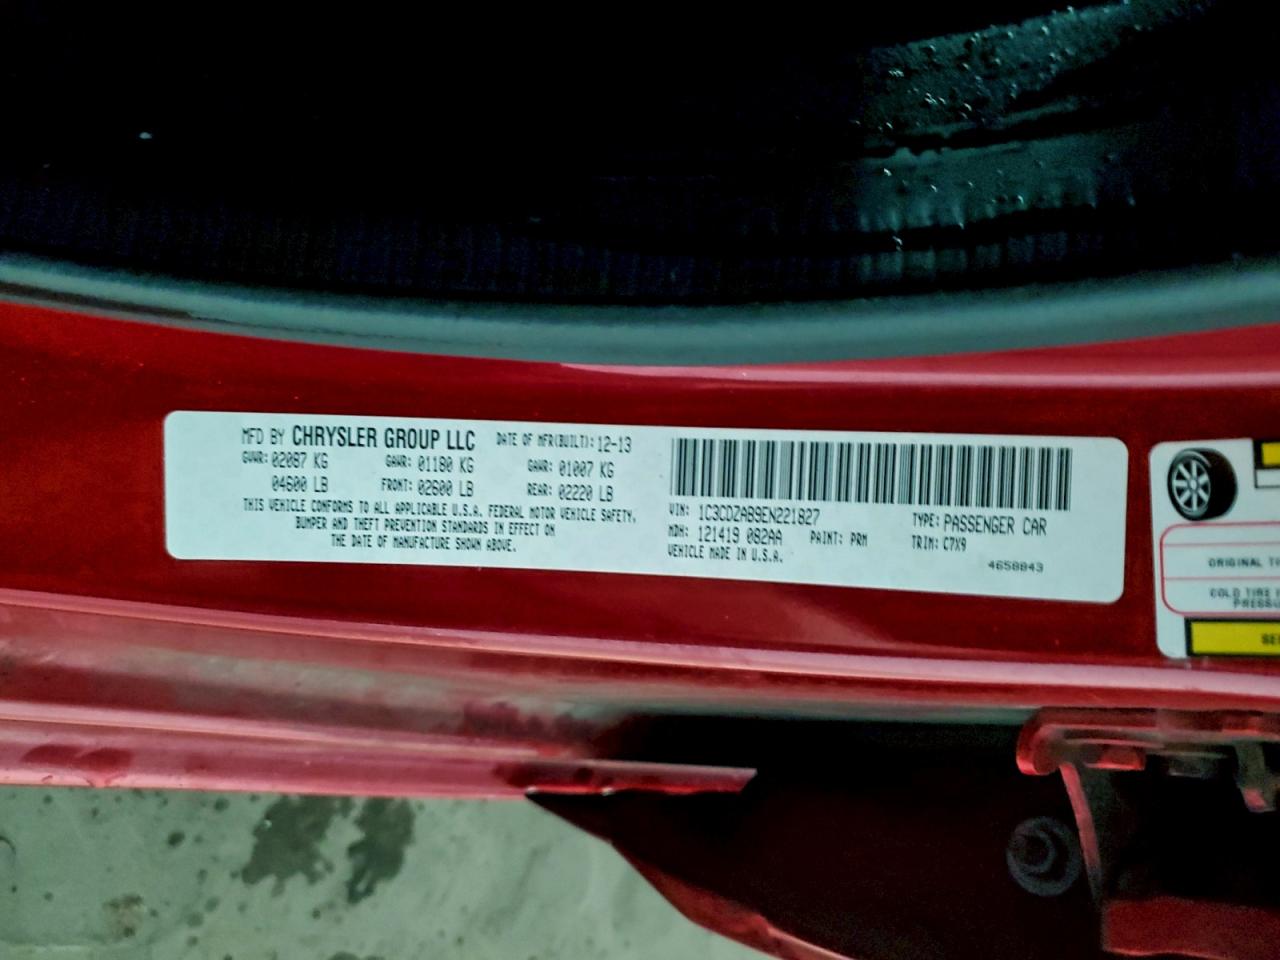 MFD BY CHRYSLER GROUP LLC DATE OF MFR(BUILT): 12-13
GVWR: 02087 KG GAWR: 01180 KG GAWR: 01007 KG
04600 LB FRONT: 02600 LB REAR: 02220 LB
THIS VEHICLE CONFORMS TO ALL APPLICABLE U.S.A. FEDERAL MOTOR VEHICLE SAFETY,
BUMPER AND THEFT PREVENTION STANDARDS IN EFFECT ON
THE DATE OF MANUFACTURE SHOWN ABOVE.
VIN: 1C3CDZAB9EN221827 TYPE: PASSENGER CAR
MDH: 121419 082AA PAINT: PRM TRIM: C7X9
VEHICLE MADE IN U.S.A.
4658843
ORIGINAL
COLD TIRE